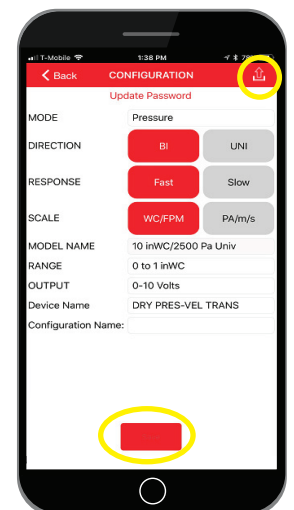 T-Mobile 1:38 PM
Back CONFIGURATION
Update Password
MODE Pressure
DIRECTION BI UNI
RESPONSE Fast Slow
SCALE WC/FPM PA/m/s
MODEL NAME 10 inWC/2500 Pa Univ
RANGE 0 to 1 inWC
OUTPUT 0-10 Volts
Device Name DRY PRES-VEL TRANS
Configuration Name: